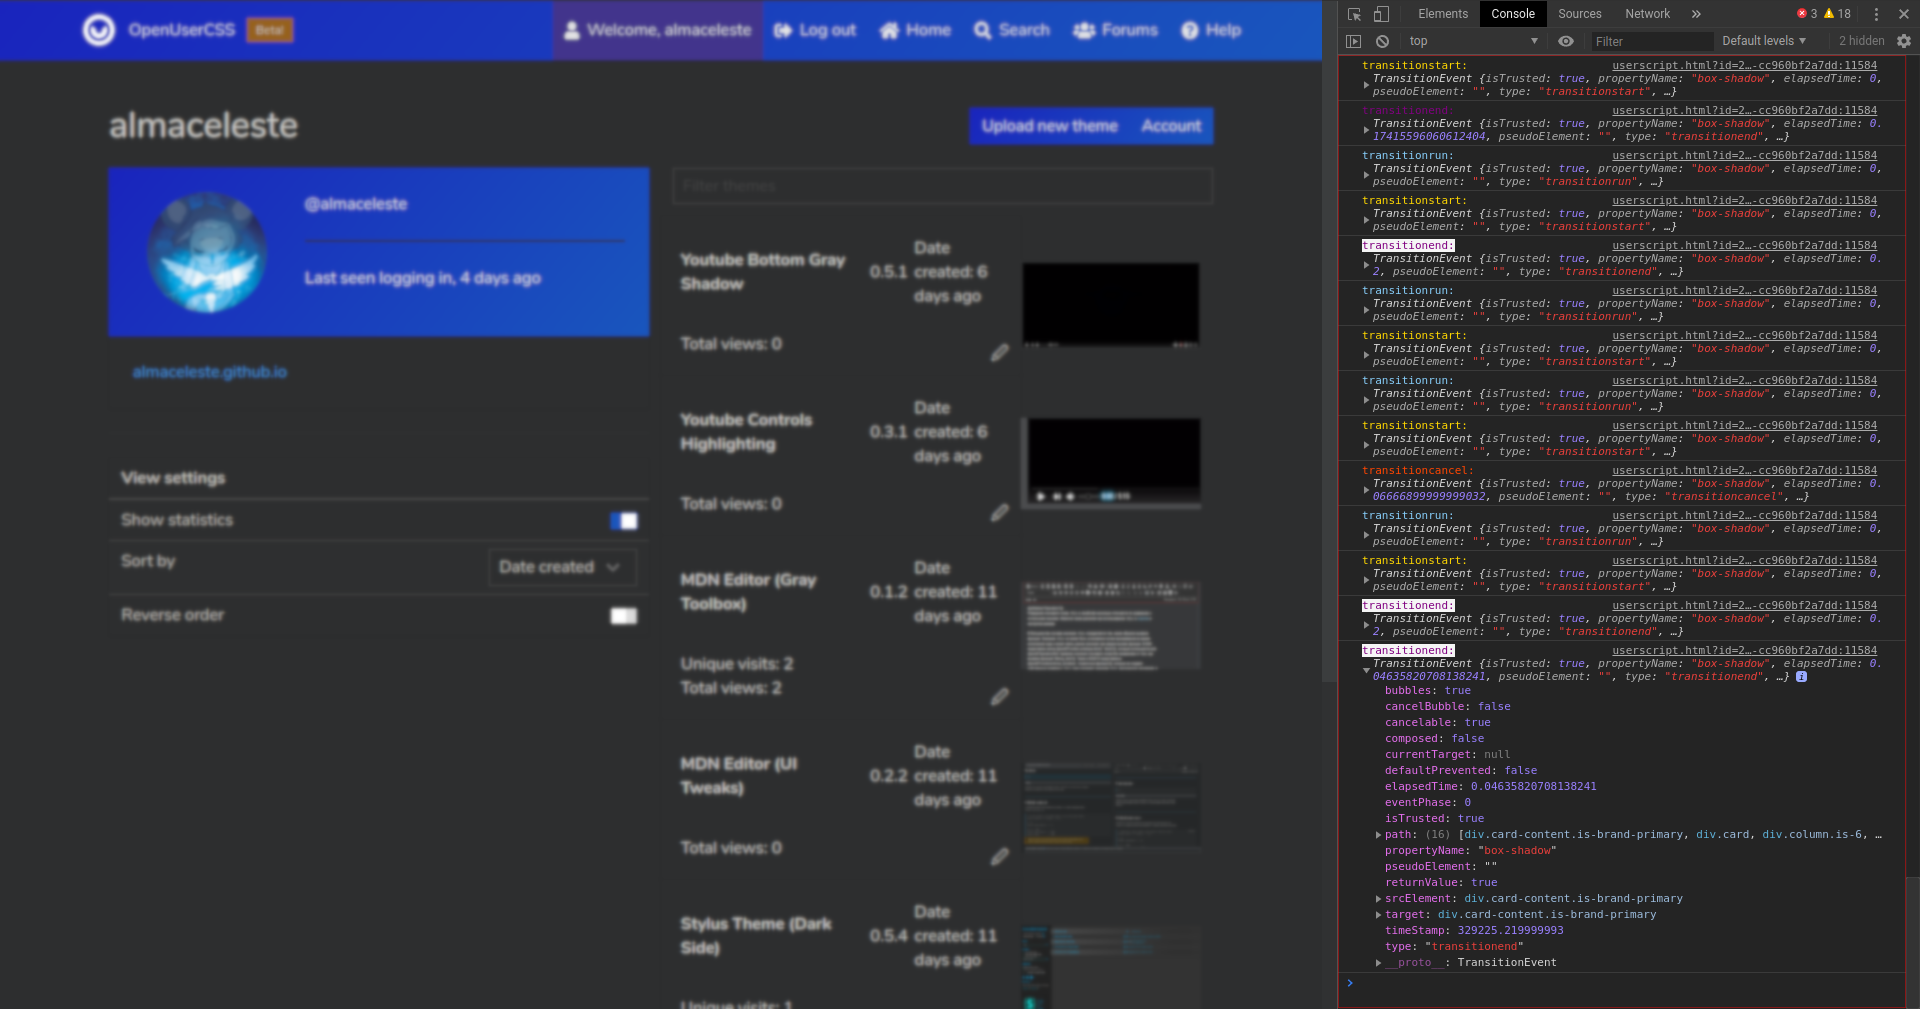 OpenUserCSS Beta
Welcome, almaceleste Log out Home Search Forums Help
almaceleste
Upload new theme Account
@almaceleste
Last seen logging in, 4 days ago
almaceleste.github.io
View settings
Show statistics
Sort by
Date created
Reverse order
Filter themes
Youtube Bottom Gray
Shadow
0.5.1
Date
created: 6
days ago
Total views: 0
Youtube Controls
Highlighting
0.3.1
Date
created: 6
days ago
Total views: 0
MDN Editor (Gray
Toolbox)
0.1.2
Date
created: 11
days ago
Unique visits: 2
Total views: 2
MDN Editor (UI
Tweaks)
0.2.2
Date
created: 11
days ago
Total views: 0
Stylus Theme (Dark
Side)
0.5.4
Date
created: 11
days ago
Unique visits: 1
Elements Console Sources Network » 3 18
top Filter Default levels 2 hidden
transitionstart: userscript.html?id=2…-cc960bf2a7dd:11584
TransitionEvent {isTrusted: true, propertyName: "box-shadow", elapsedTime: 0,
pseudoElement: "", type: "transitionstart", …}
transitionend: userscript.html?id=2…-cc960bf2a7dd:11584
TransitionEvent {isTrusted: true, propertyName: "box-shadow", elapsedTime: 0.
17415596060612404, pseudoElement: "", type: "transitionend", …}
transitionrun: userscript.html?id=2…-cc960bf2a7dd:11584
TransitionEvent {isTrusted: true, propertyName: "box-shadow", elapsedTime: 0,
pseudoElement: "", type: "transitionrun", …}
transitionstart: userscript.html?id=2…-cc960bf2a7dd:11584
TransitionEvent {isTrusted: true, propertyName: "box-shadow", elapsedTime: 0,
pseudoElement: "", type: "transitionstart", …}
transitionend: userscript.html?id=2…-cc960bf2a7dd:11584
TransitionEvent {isTrusted: true, propertyName: "box-shadow", elapsedTime: 0.
2, pseudoElement: "", type: "transitionend", …}
transitionrun: userscript.html?id=2…-cc960bf2a7dd:11584
TransitionEvent {isTrusted: true, propertyName: "box-shadow", elapsedTime: 0,
pseudoElement: "", type: "transitionrun", …}
transitionstart: userscript.html?id=2…-cc960bf2a7dd:11584
TransitionEvent {isTrusted: true, propertyName: "box-shadow", elapsedTime: 0,
pseudoElement: "", type: "transitionstart", …}
transitionrun: userscript.html?id=2…-cc960bf2a7dd:11584
TransitionEvent {isTrusted: true, propertyName: "box-shadow", elapsedTime: 0,
pseudoElement: "", type: "transitionrun", …}
transitionstart: userscript.html?id=2…-cc960bf2a7dd:11584
TransitionEvent {isTrusted: true, propertyName: "box-shadow", elapsedTime: 0,
pseudoElement: "", type: "transitionstart", …}
transitioncancel: userscript.html?id=2…-cc960bf2a7dd:11584
TransitionEvent {isTrusted: true, propertyName: "box-shadow", elapsedTime: 0.
06666899999999032, pseudoElement: "", type: "transitioncancel", …}
transitionrun: userscript.html?id=2…-cc960bf2a7dd:11584
TransitionEvent {isTrusted: true, propertyName: "box-shadow", elapsedTime: 0,
pseudoElement: "", type: "transitionrun", …}
transitionstart: userscript.html?id=2…-cc960bf2a7dd:11584
TransitionEvent {isTrusted: true, propertyName: "box-shadow", elapsedTime: 0,
pseudoElement: "", type: "transitionstart", …}
transitionend: userscript.html?id=2…-cc960bf2a7dd:11584
TransitionEvent {isTrusted: true, propertyName: "box-shadow", elapsedTime: 0.
2, pseudoElement: "", type: "transitionend", …}
transitionend: userscript.html?id=2…-cc960bf2a7dd:11584
TransitionEvent {isTrusted: true, propertyName: "box-shadow", elapsedTime: 0.
04635820708138241, pseudoElement: "", type: "transitionend", …} i
bubbles: true
cancelBubble: false
cancelable: true
composed: false
currentTarget: null
defaultPrevented: false
elapsedTime: 0.04635820708138241
eventPhase: 0
isTrusted: true
path: (16) [div.card-content.is-brand-primary, div.card, div.column.is-6, …
propertyName: "box-shadow"
pseudoElement: ""
returnValue: true
srcElement: div.card-content.is-brand-primary
target: div.card-content.is-brand-primary
timeStamp: 329225.219999993
type: "transitionend"
__proto__: TransitionEvent